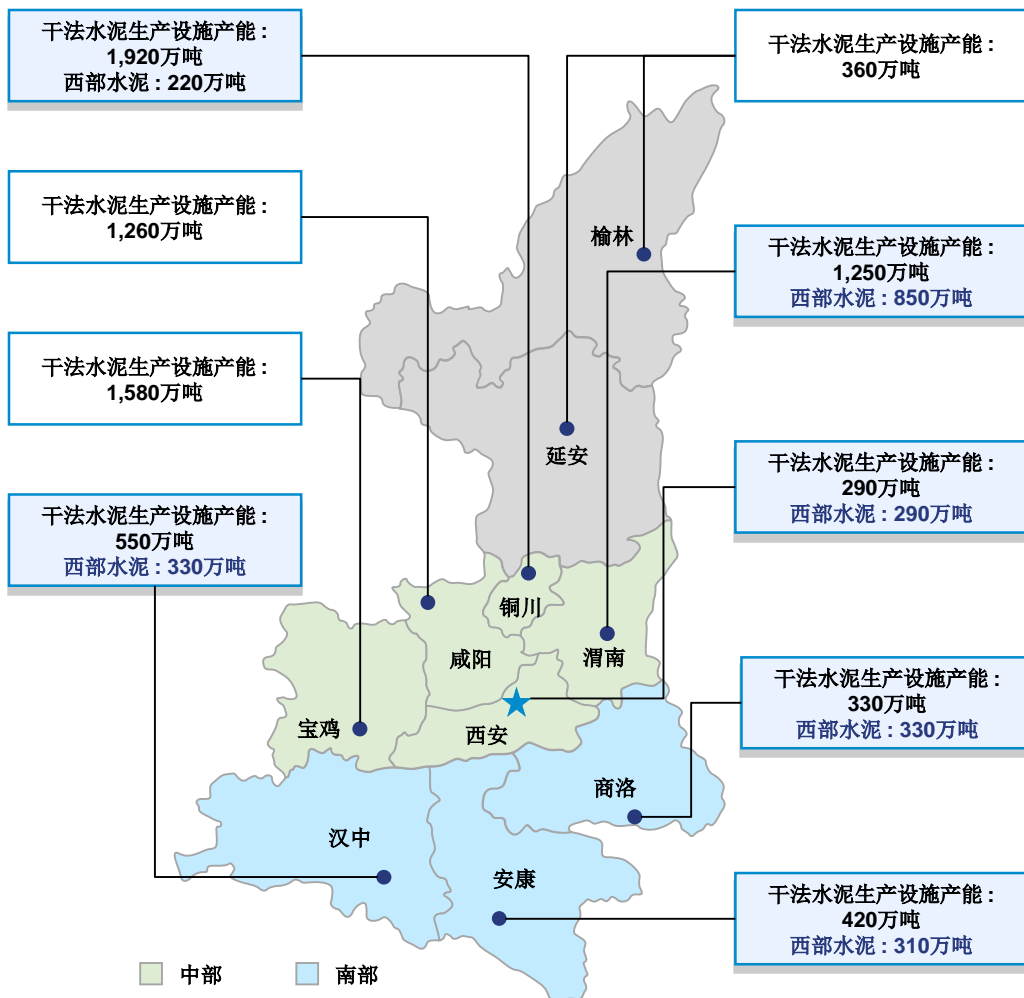 干法水泥生产设施产能：
1,920万吨
西部水泥：220万吨
干法水泥生产设施产能：
360万吨
干法水泥生产设施产能：
1,260万吨
榆林
干法水泥生产设施产能：
1,250万吨
西部水泥：850万吨
干法水泥生产设施产能：
1,580万吨
延安
干法水泥生产设施产能：
290万吨
西部水泥：290万吨
干法水泥生产设施产能：
550万吨
西部水泥：330万吨
铜川
咸阳
渭南
宝鸡
西安
干法水泥生产设施产能：
330万吨
西部水泥：330万吨
商洛
汉中
安康
干法水泥生产设施产能：
420万吨
西部水泥：310万吨
中部
南部